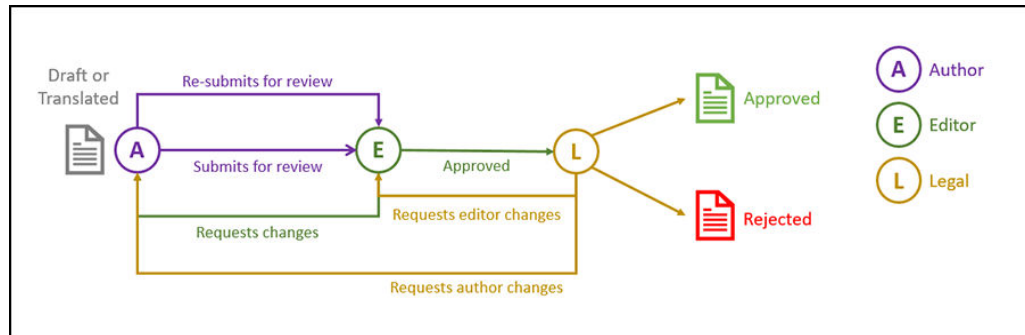 Draft or
Translated
Re-submits for review
A
Submits for review
E
Approved
L
Requests changes
Requests editor changes
Requests author changes
Approved
Rejected
A Author
E Editor
L Legal